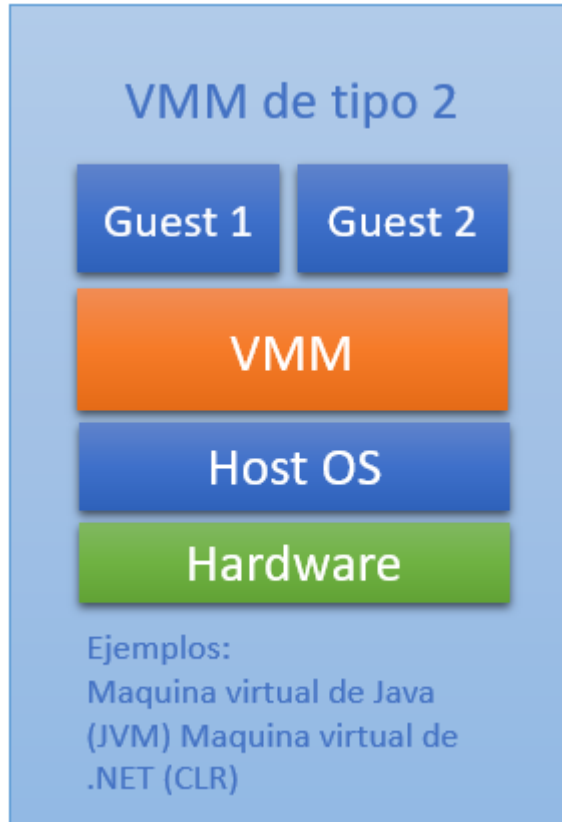 VMM de tipo 2
Guest 1
Guest 2
VMM
Host OS
Hardware
Ejemplos:
Maquina virtual de Java
(JVM) Maquina virtual de
.NET (CLR)